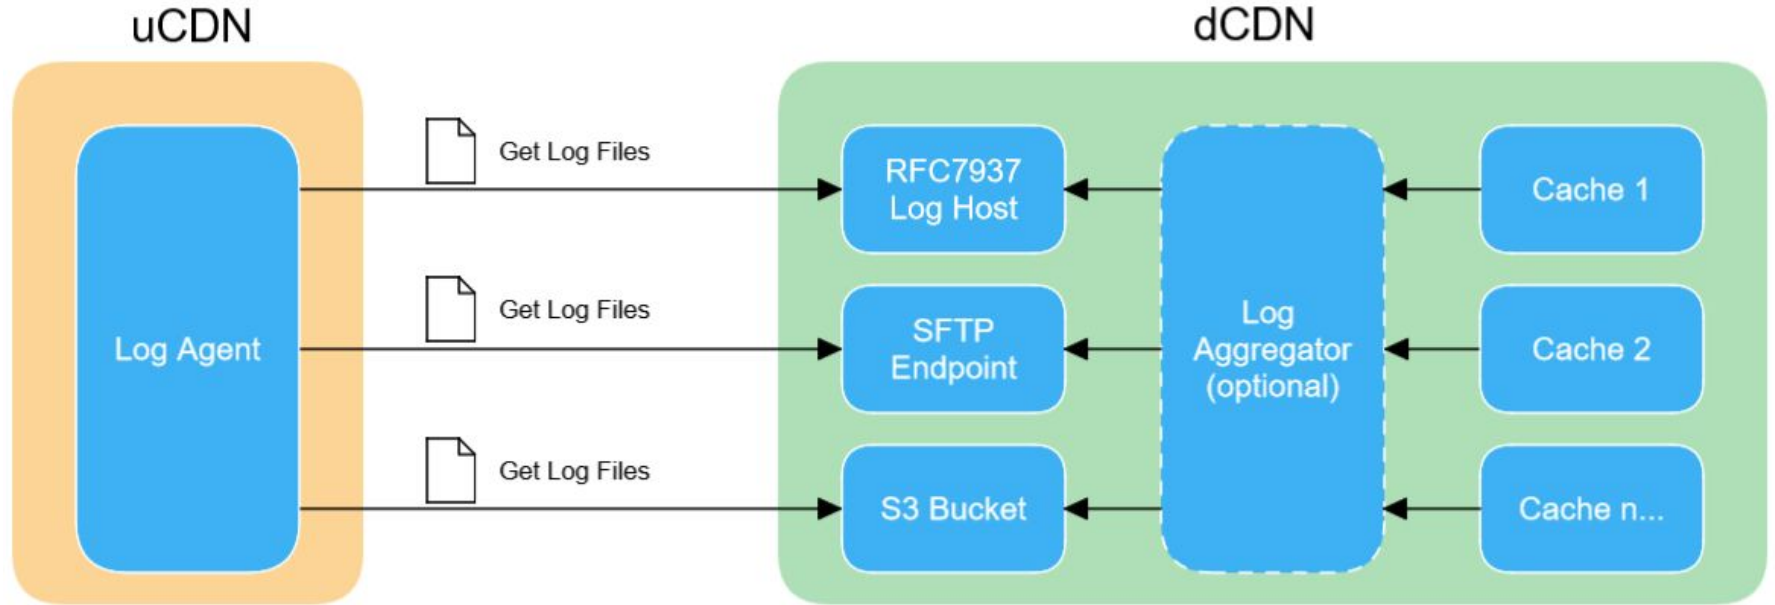 uCDN
dCDN
Get Log Files
Get Log Files
Get Log Files
Log Agent
RFC7937
Log Host
SFTP
Endpoint
S3 Bucket
Log
Aggregator
(optional)
Cache 1
Cache 2
Cache n...